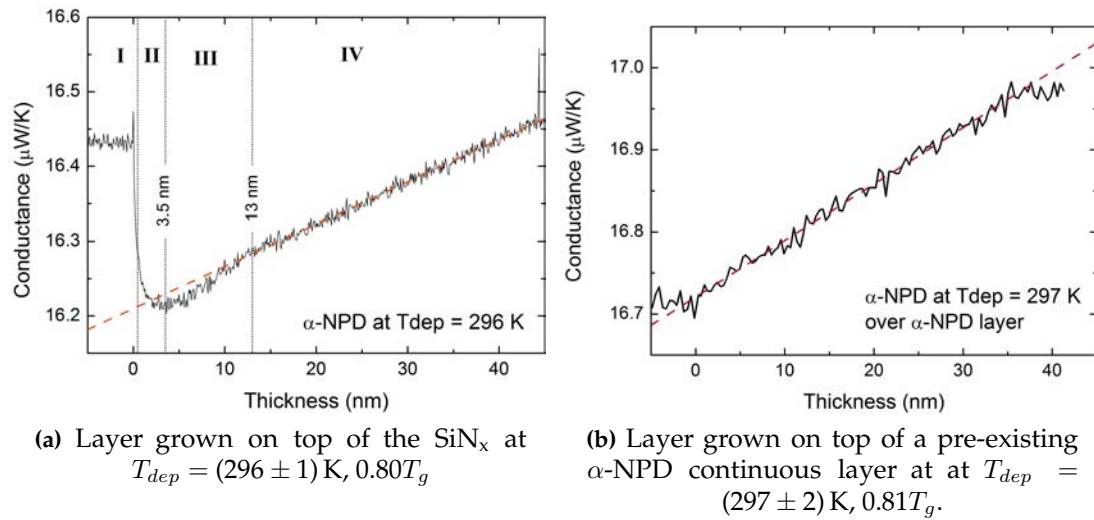 16.6
16.5
16.4
16.3
16.2
Conductance (μW/K)
I II III IV
3.5 nm
13 nm
α-NPD at Tdep = 296 K
0 10 20 30 40
Thickness (nm)
17.0
16.9
16.8
16.7
Conductance (μW/K)
α-NPD at Tdep = 297 K
over α-NPD layer
0 10 20 30 40
Thickness (nm)
(a) Layer grown on top of the SiNₓ at
T_dep = (296 ± 1) K, 0.80T_g
(b) Layer grown on top of a pre-existing
α-NPD continuous layer at at T_dep =
(297 ± 2) K, 0.81T_g.